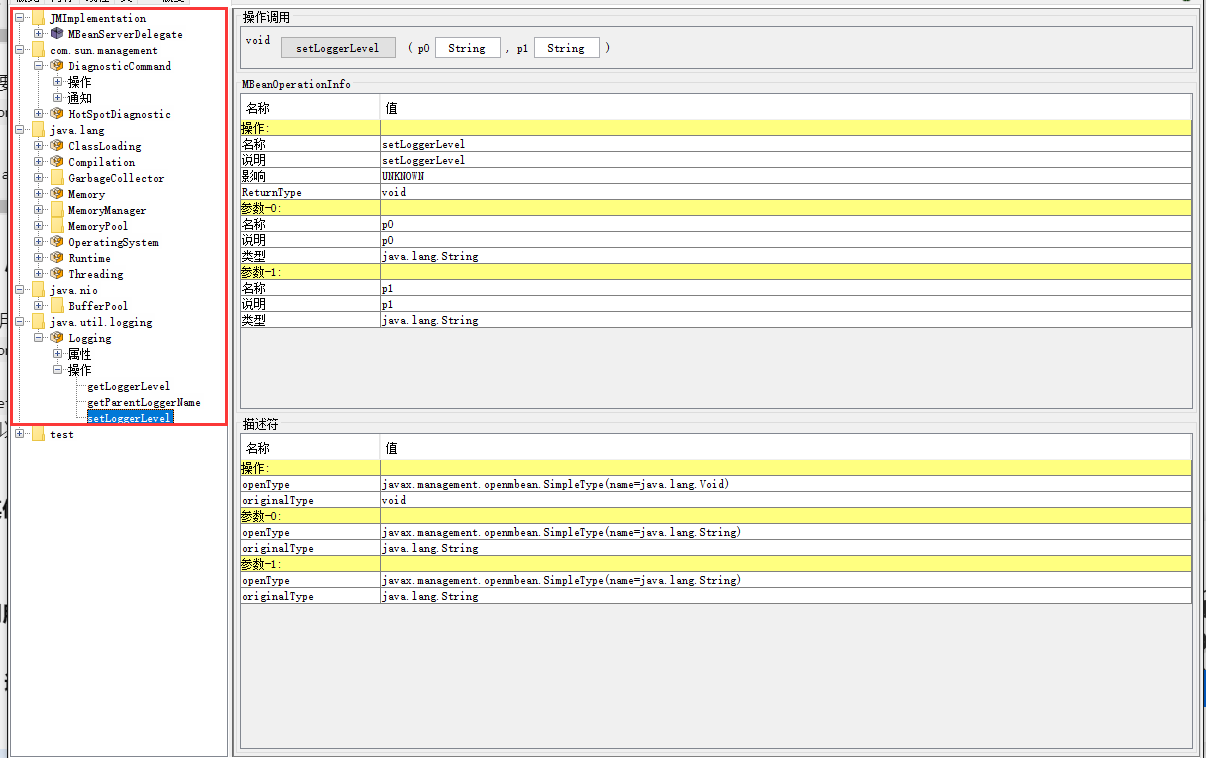 JMImplementation
MBeanServerDelegate
com.sun.management
DiagnosticCommand
操作
通知
HotSpotDiagnostic
java.lang
ClassLoading
Compilation
GarbageCollector
Memory
MemoryManager
MemoryPool
OperatingSystem
Runtime
Threading
java.nio
BufferPool
java.util.logging
Logging
属性
操作
getLoggerLevel
getParentLoggerName
setLoggerLevel
test
操作调用
void setLoggerLevel ( p0 String , p1 String )
MBeanOperationInfo
名称 值
操作:
名称 setLoggerLevel
说明 setLoggerLevel
影响 UNKNOWN
ReturnType void
参数-0:
名称 p0
说明 p0
类型 java.lang.String
参数-1:
名称 p1
说明 p1
类型 java.lang.String
描述符
名称 值
操作:
openType javax.management.openmbean.SimpleType(name=java.lang.Void)
originalType void
参数-0:
openType javax.management.openmbean.SimpleType(name=java.lang.String)
originalType java.lang.String
参数-1:
openType javax.management.openmbean.SimpleType(name=java.lang.String)
originalType java.lang.String